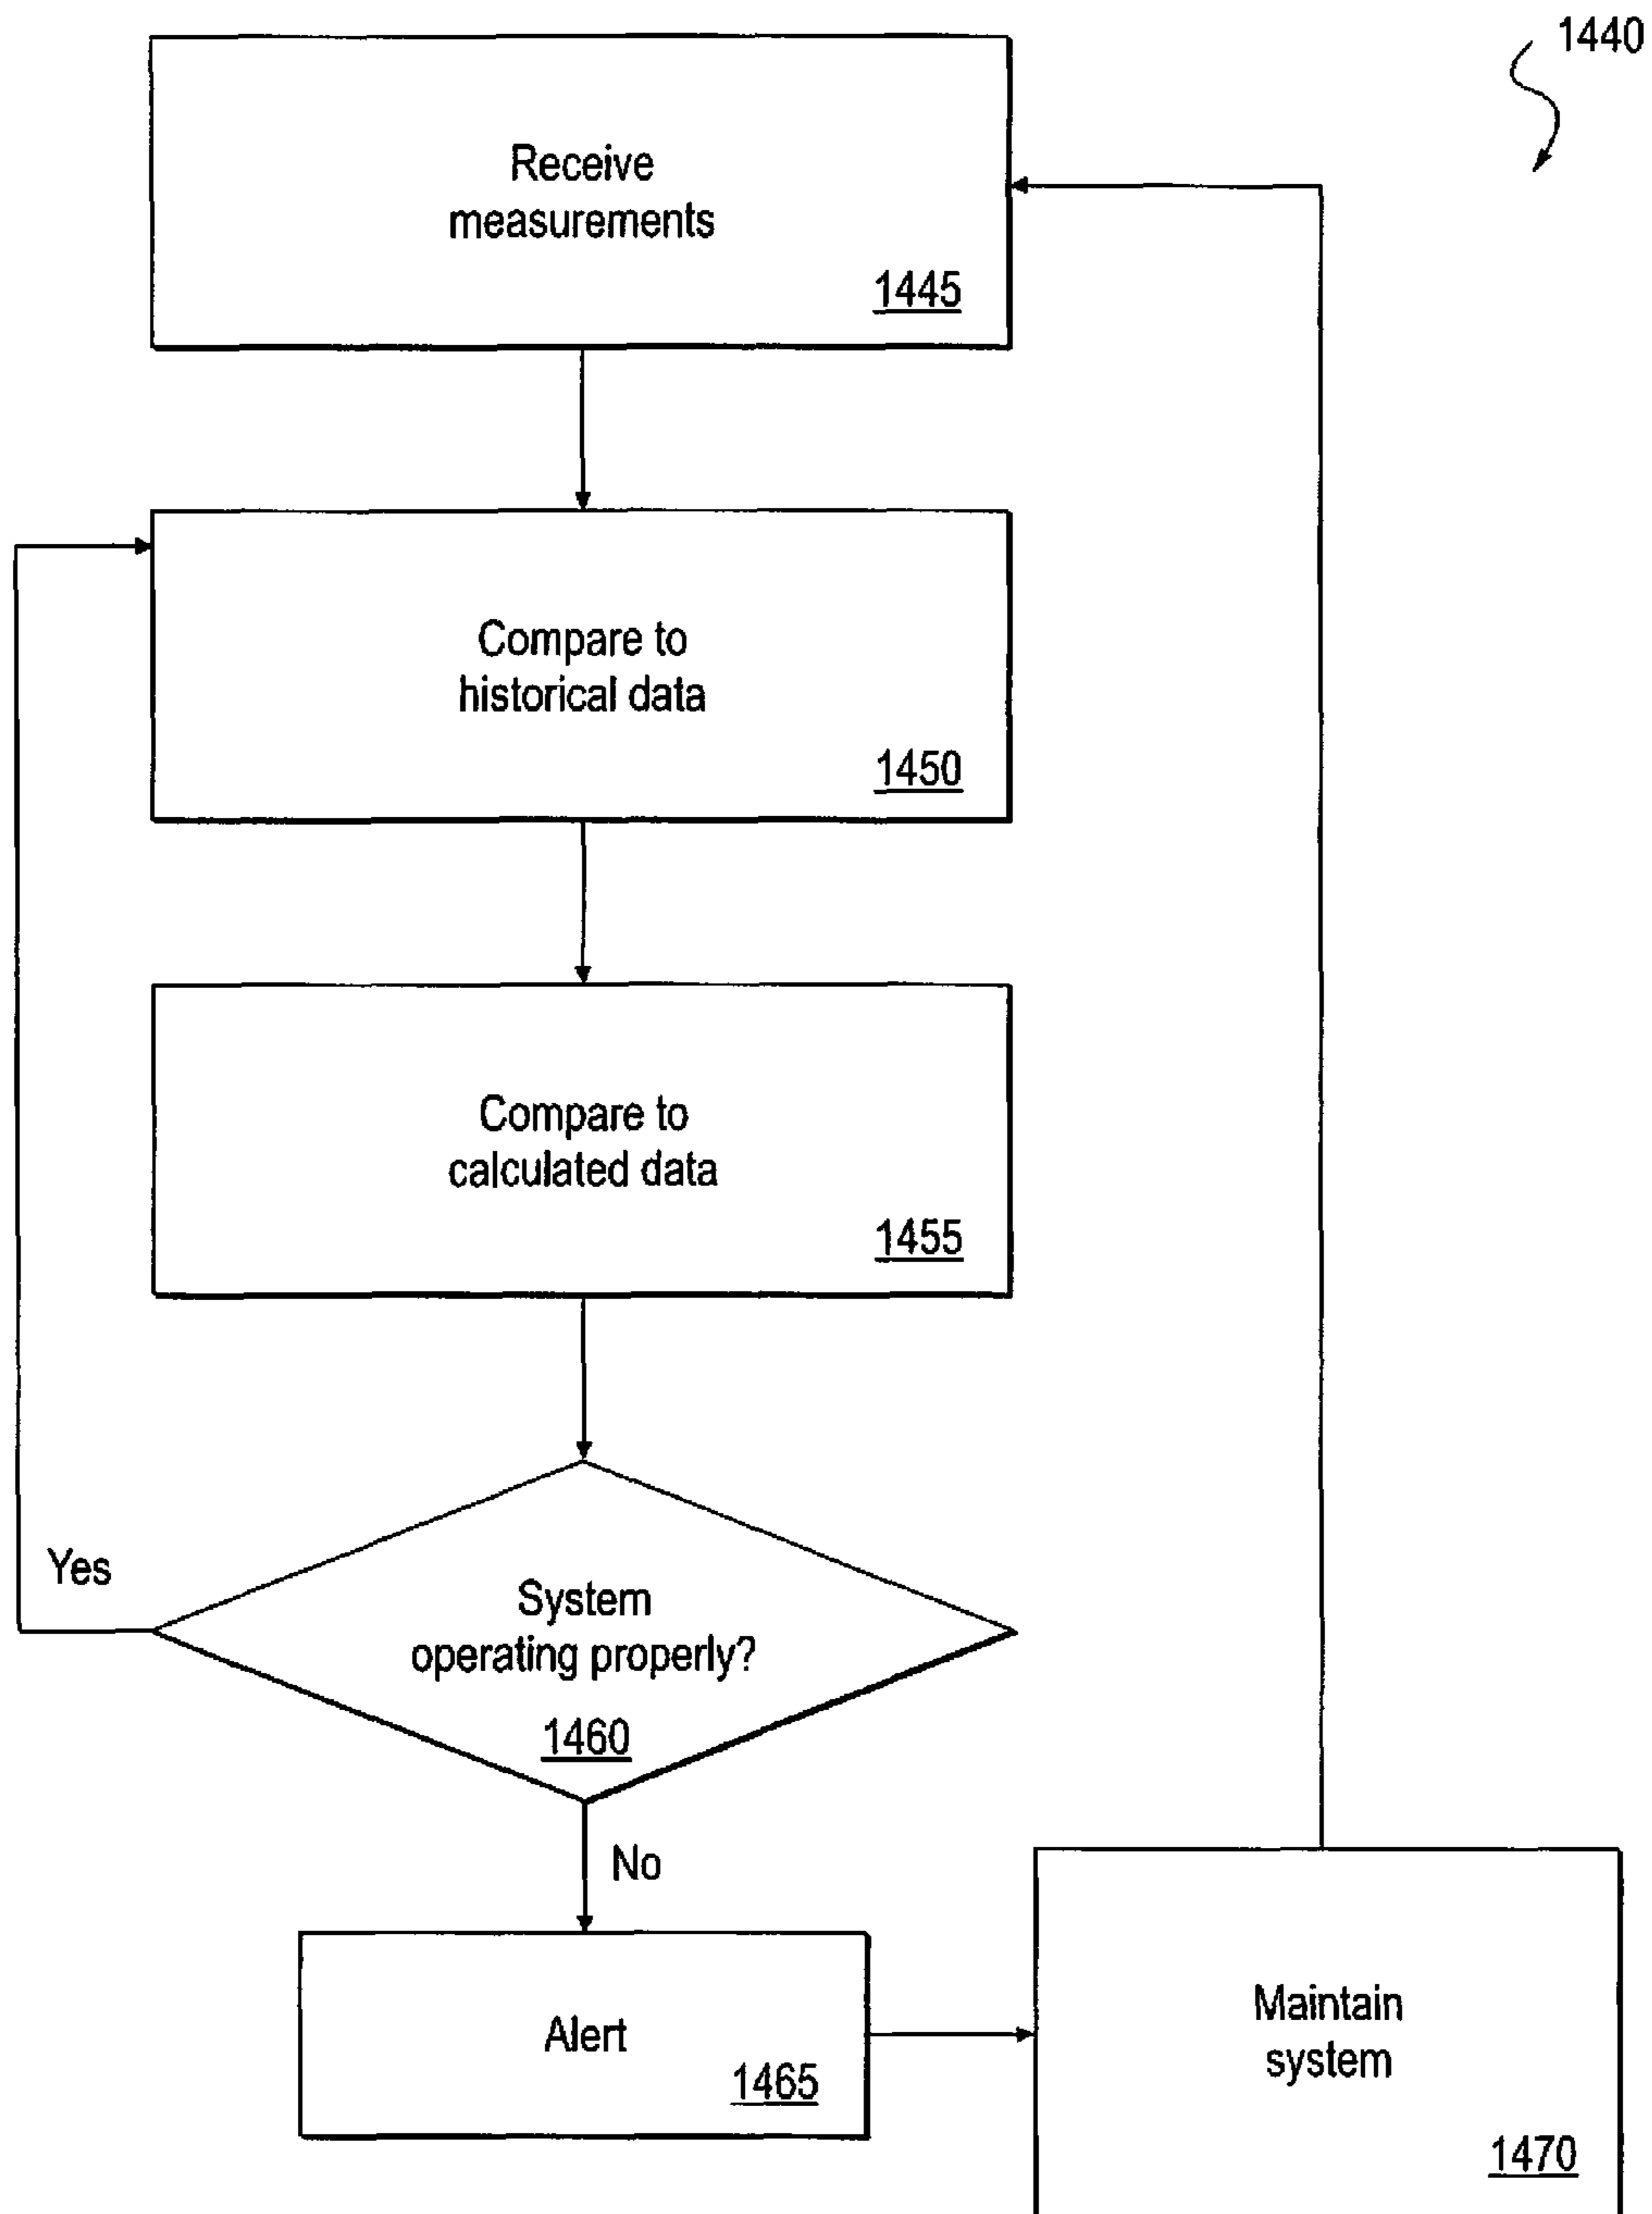 1440
Receive
measurements
1445
Compare to
historical data
1450
Compare to
calculated data
1455
Yes
System
operating properly?
1460
No
Alert
1465
Maintain
system
1470